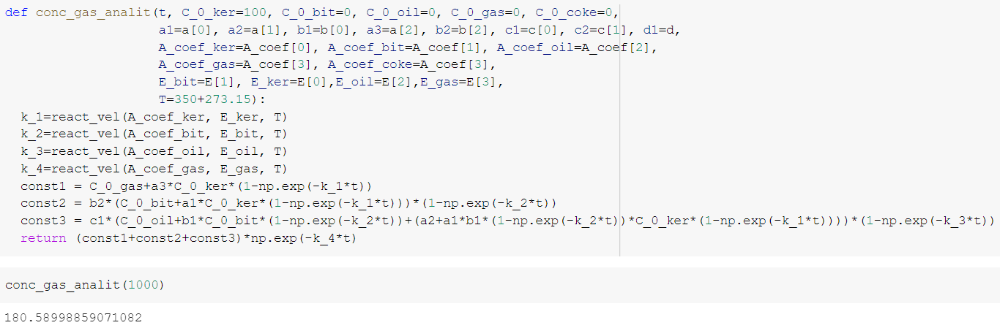 def conc_gas_analit(t, C_0_ker=100, C_0_bit=0, C_0_oil=0, C_0_gas=0, C_0_coke=0,
                    a1=a[0], a2=a[1], b1=b[0], a3=a[2], b2=b[2], c1=c[0], c2=c[1], d1=d,
                    A_coef_ker=A_coef[0], A_coef_bit=A_coef[1], A_coef_oil=A_coef[2],
                    A_coef_gas=A_coef[3], A_coef_coke=A_coef[3],
                    E_bit=E[1], E_ker=E[0],E_oil=E[2],E_gas=E[3],
                    T=350+273.15):
  k_1=react_vel(A_coef_ker, E_ker, T)
  k_2=react_vel(A_coef_bit, E_bit, T)
  k_3=react_vel(A_coef_oil, E_oil, T)
  k_4=react_vel(A_coef_gas, E_gas, T)
  const1 = C_0_gas+a3*C_0_ker*(1-np.exp(-k_1*t))
  const2 = b2*(C_0_bit+a1*C_0_ker*(1-np.exp(-k_1*t)))*(1-np.exp(-k_2*t))
  const3 = c1*(C_0_oil+b1*C_0_bit*(1-np.exp(-k_2*t))+(a2+a1*b1*(1-np.exp(-k_2*t))*C_0_ker*(1-np.exp(-k_1*t))))*(1-np.exp(-k_3*t))
  return (const1+const2+const3)*np.exp(-k_4*t)
conc_gas_analit(1000)
180.58998859071082